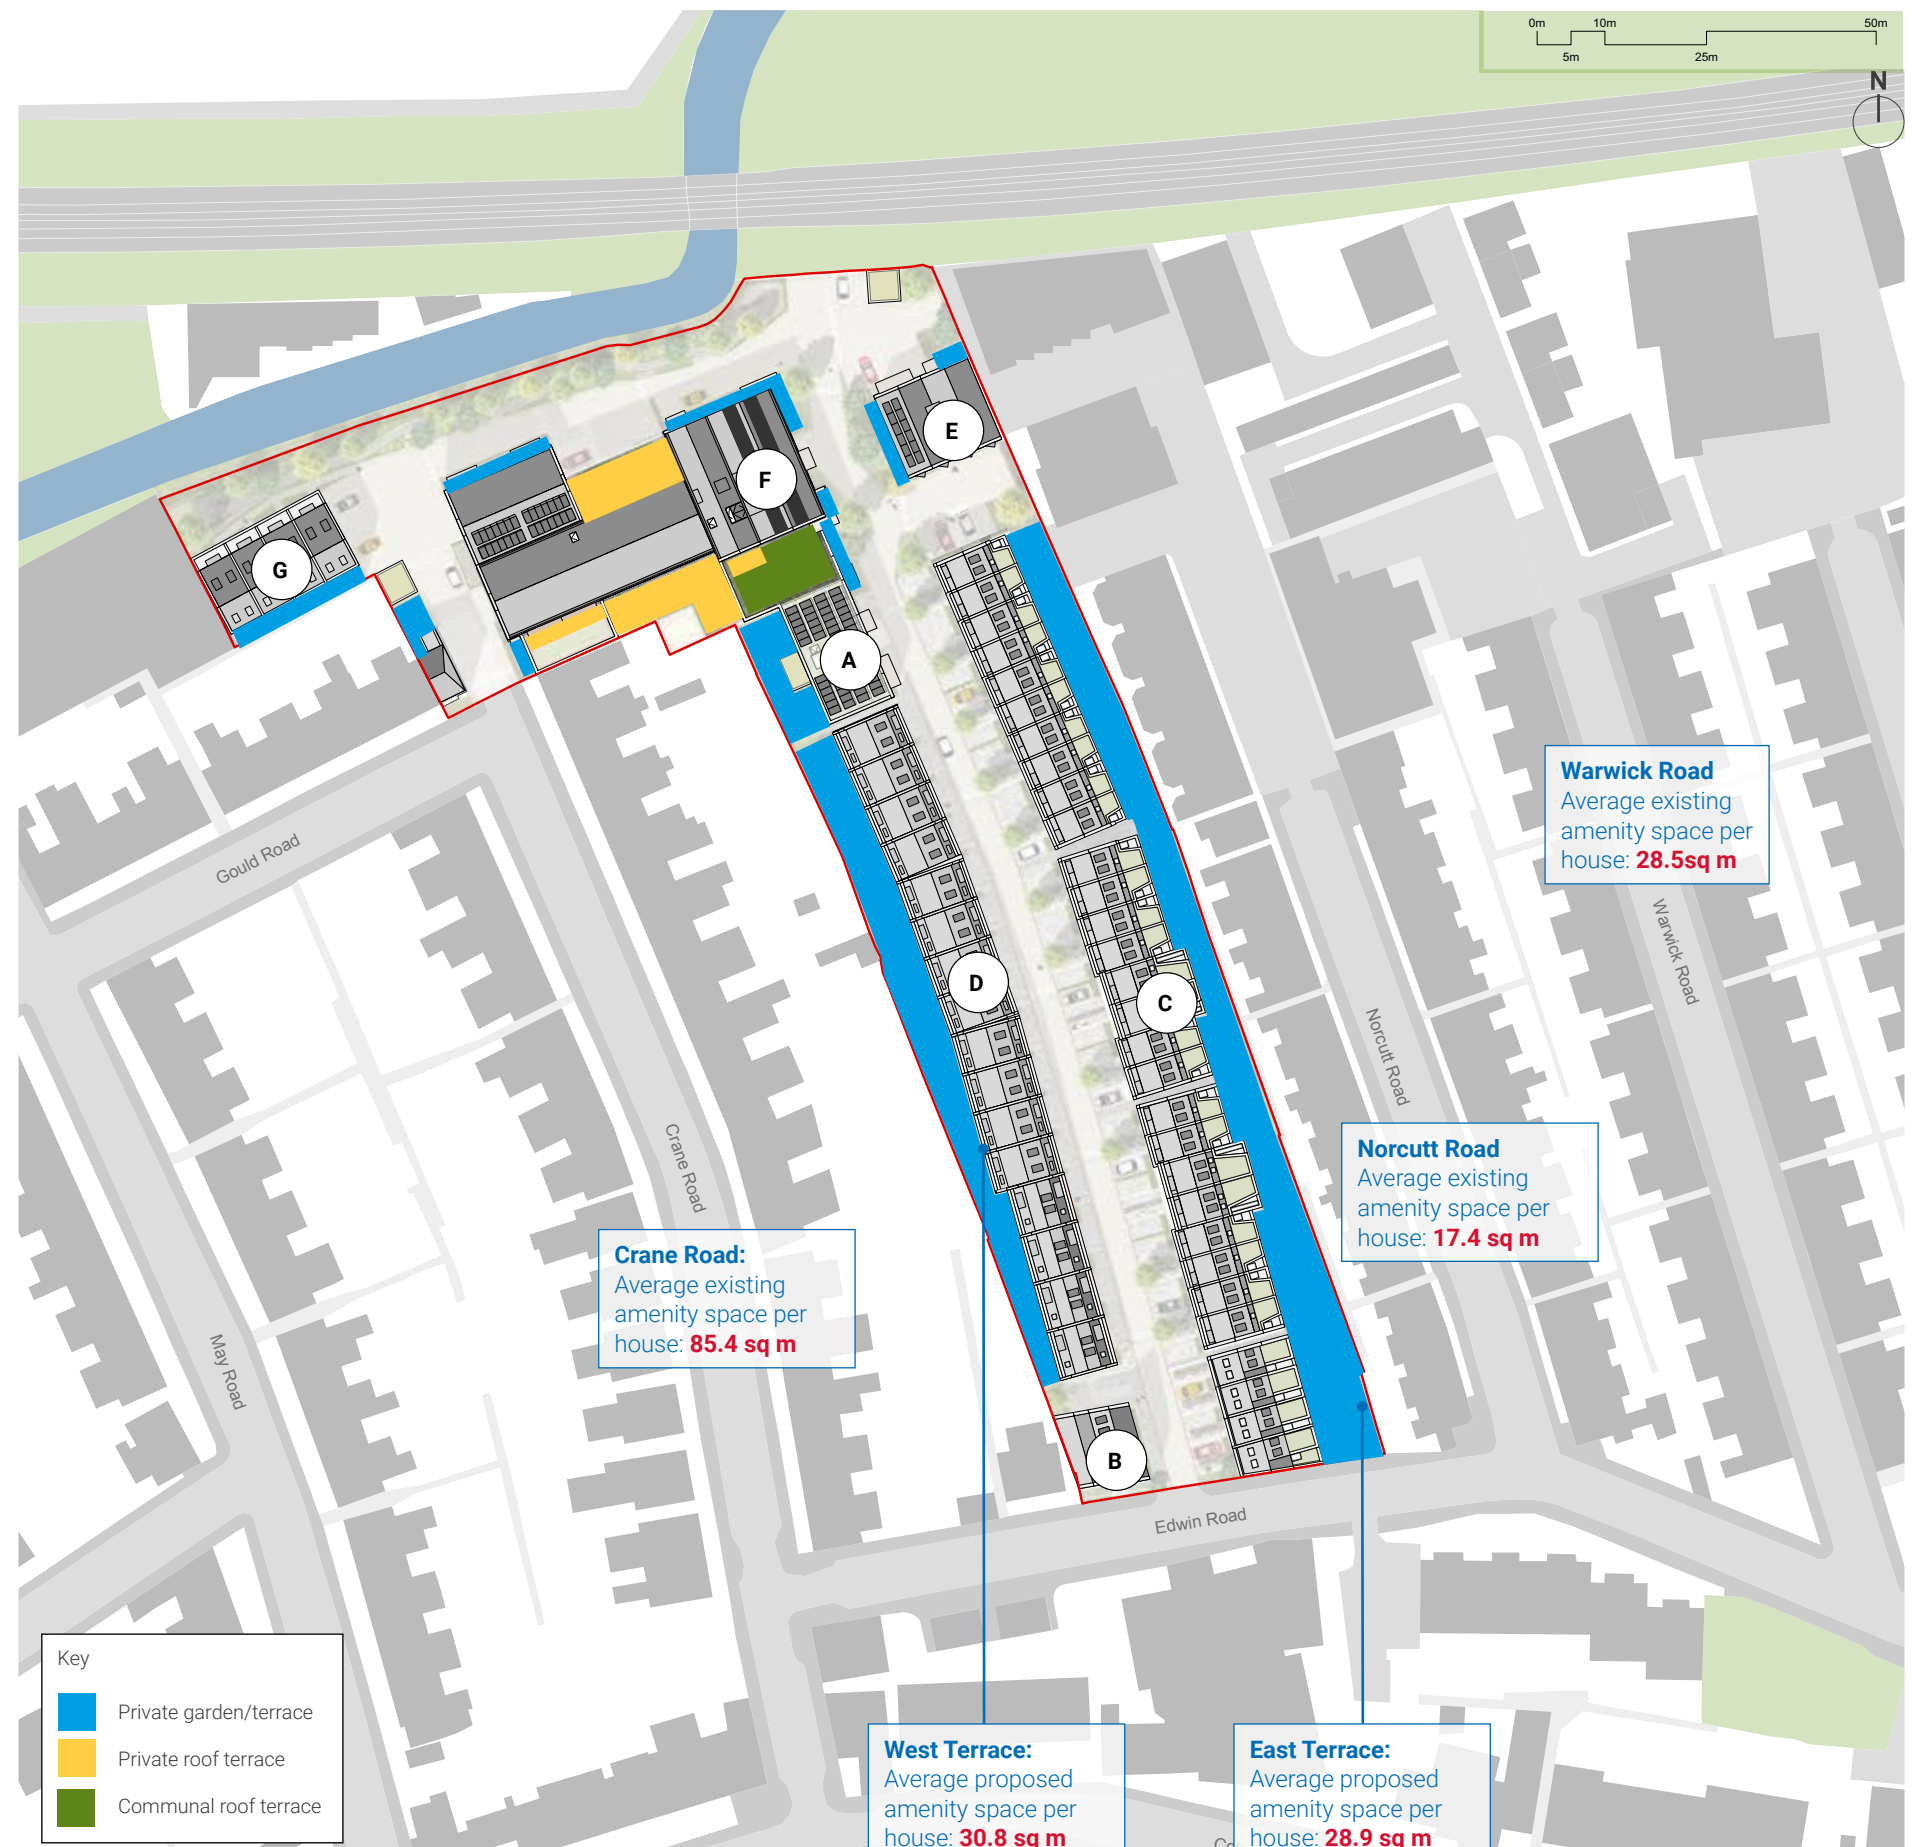 0m 10m 50m
5m 25m
N
E
F
G
A
Warwick Road
Average existing
amenity space per
house: 28.5sq m
Gould Road
Warwick Road
D
C
Norcutt Road
Crane Road
Norcutt Road
Average existing
amenity space per
house: 17.4 sq m
Crane Road:
Average existing
amenity space per
house: 85.4 sq m
May Road
B
Edwin Road
Key
Private garden/terrace
Private roof terrace
Communal roof terrace
West Terrace:
Average proposed
amenity space per
house: 30.8 sq m
East Terrace:
Average proposed
amenity space per
house: 28.9 sq m